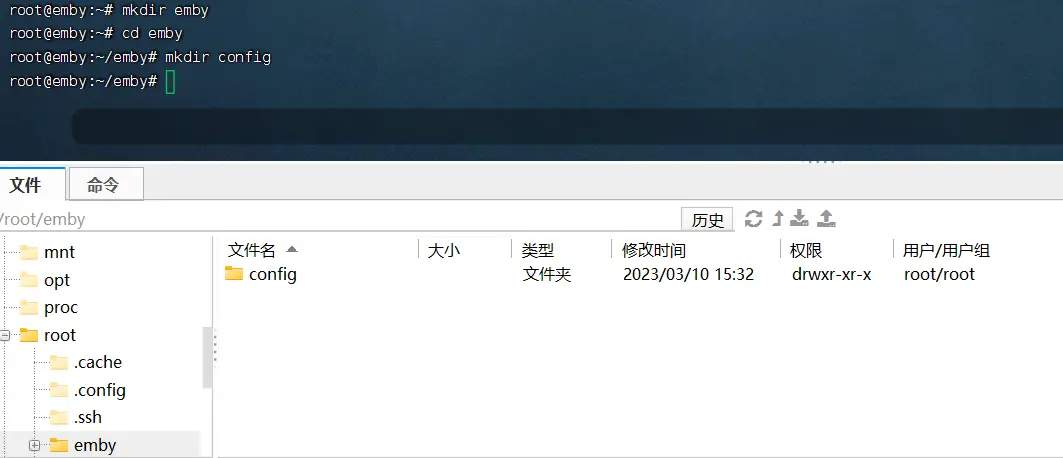 root@emby:~# mkdir emby
root@emby:~# cd emby
root@emby:~/emby# mkdir config
root@emby:~/emby#
文件 命令
/root/emby 历史
文件名 大小 类型 修改时间 权限 用户/用户组
config 文件夹 2023/03/10 15:32 drwxr-xr-x root/root
mnt
opt
proc
root
.cache
.config
.ssh
emby